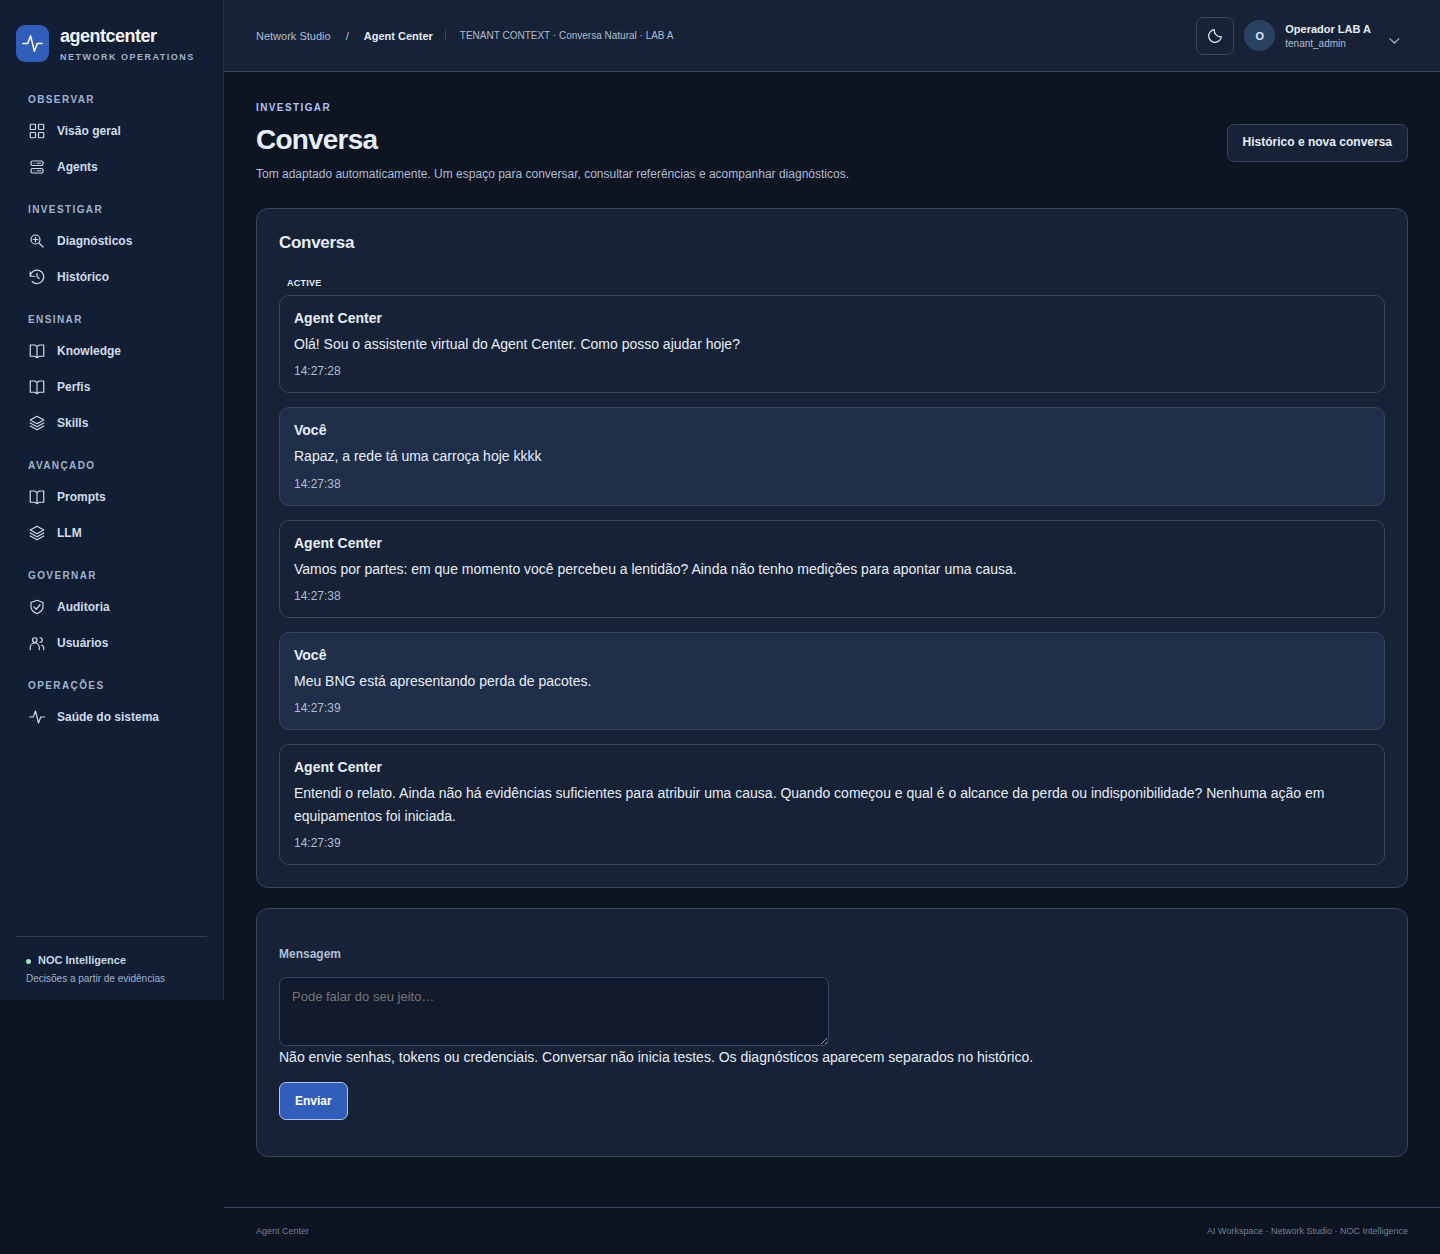 agentcenter
NETWORK OPERATIONS
OBSERVAR
Visão geral
Agents
INVESTIGAR
Diagnósticos
Histórico
ENSINAR
Knowledge
Perfis
Skills
AVANÇADO
Prompts
LLM
GOVERNAR
Auditoria
Usuários
OPERAÇÕES
Saúde do sistema
NOC Intelligence
Decisões a partir de evidências
Network Studio / Agent Center TENANT CONTEXT · Conversa Natural · LAB A
O
Operador LAB A
tenant_admin
INVESTIGAR
Conversa
Tom adaptado automaticamente. Um espaço para conversar, consultar referências e acompanhar diagnósticos.
Histórico e nova conversa
Conversa
ACTIVE
Agent Center
Olá! Sou o assistente virtual do Agent Center. Como posso ajudar hoje?
14:27:28
Você
Rapaz, a rede tá uma carroça hoje kkkk
14:27:38
Agent Center
Vamos por partes: em que momento você percebeu a lentidão? Ainda não tenho medições para apontar uma causa.
14:27:38
Você
Meu BNG está apresentando perda de pacotes.
14:27:39
Agent Center
Entendi o relato. Ainda não há evidências suficientes para atribuir uma causa. Quando começou e qual é o alcance da perda ou indisponibilidade? Nenhuma ação em
equipamentos foi iniciada.
14:27:39
Mensagem
Pode falar do seu jeito…
Não envie senhas, tokens ou credenciais. Conversar não inicia testes. Os diagnósticos aparecem separados no histórico.
Enviar
Agent Center
AI Workspace · Network Studio · NOC Intelligence